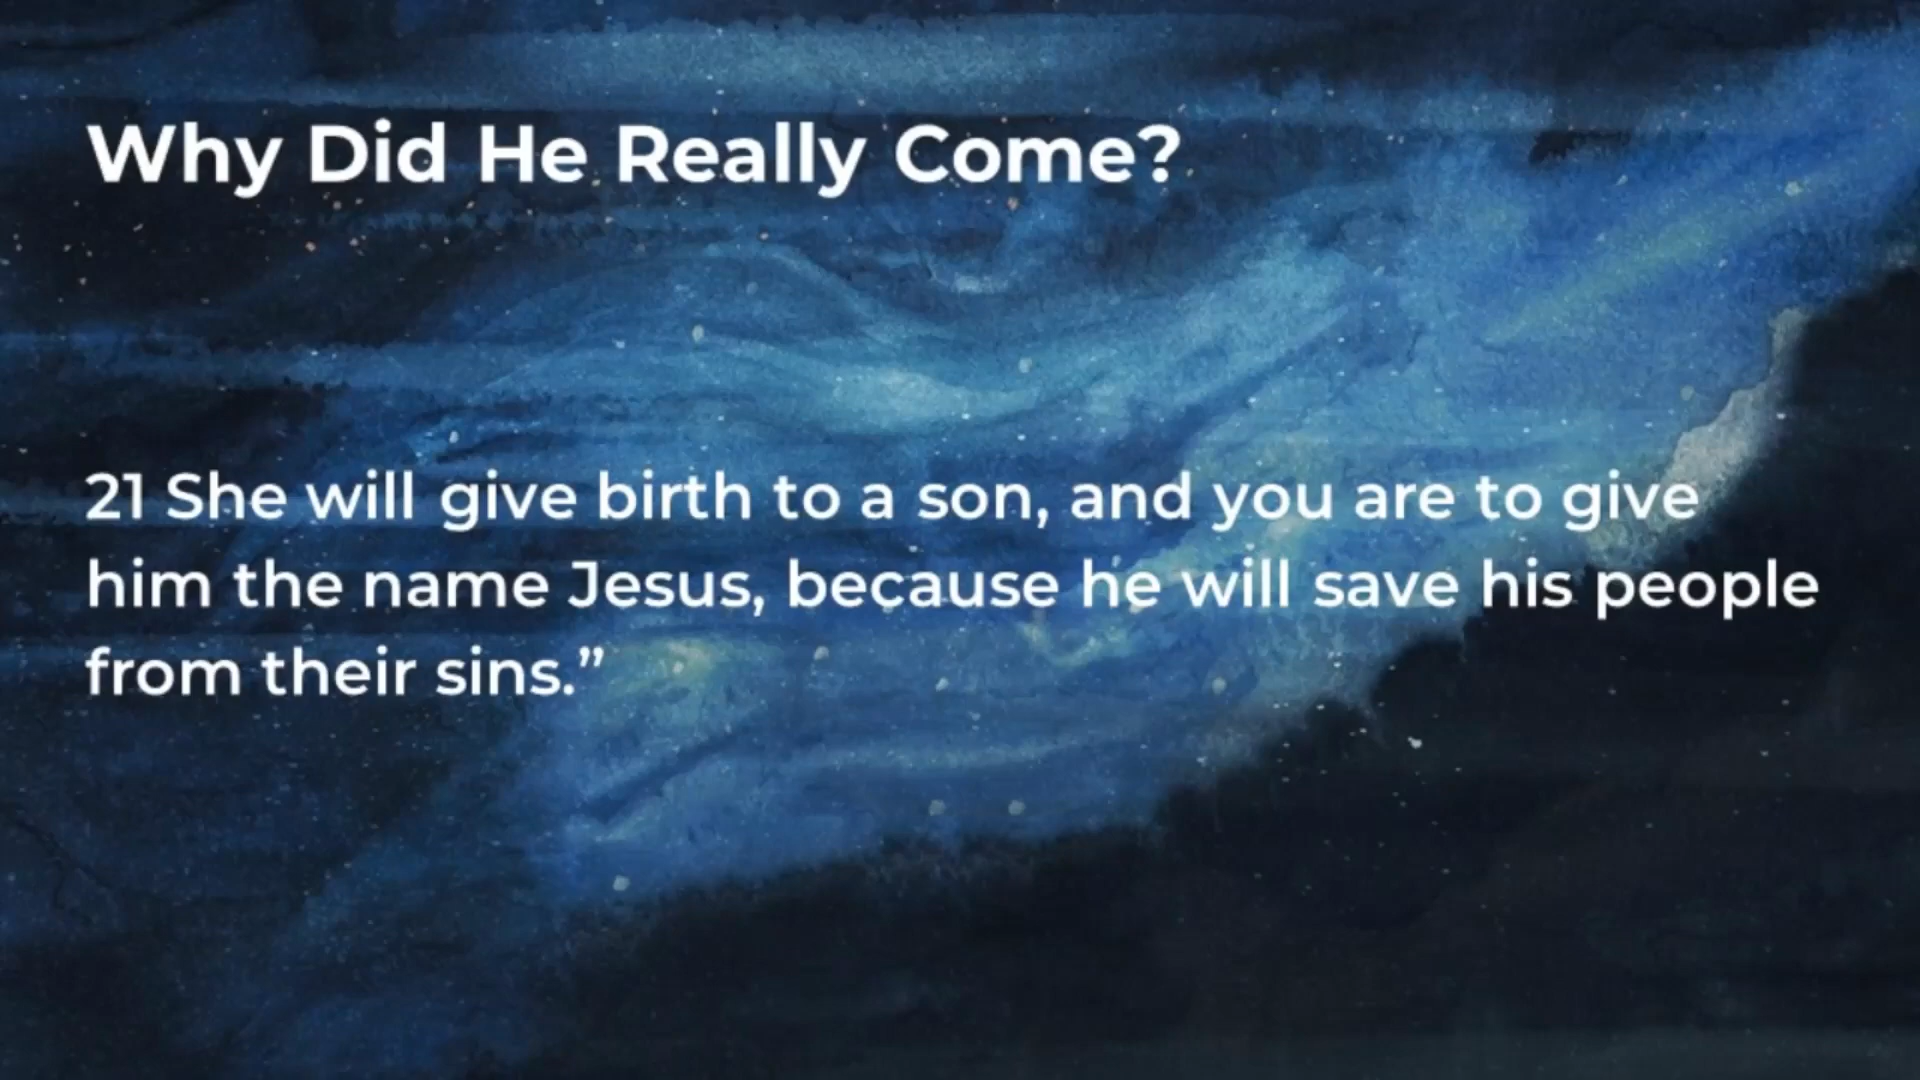 Why Did He Really Come?
21 She will give birth to a son, and you are to give
him the name Jesus, because he will save his people
from their sins.”